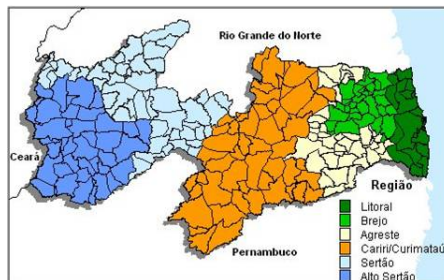 Rio Grande do Norte
Ceará
Região
Litoral
Brejo
Agreste
Cariri/Curimataú
Sertão
Alto Sertão
Pernambuco